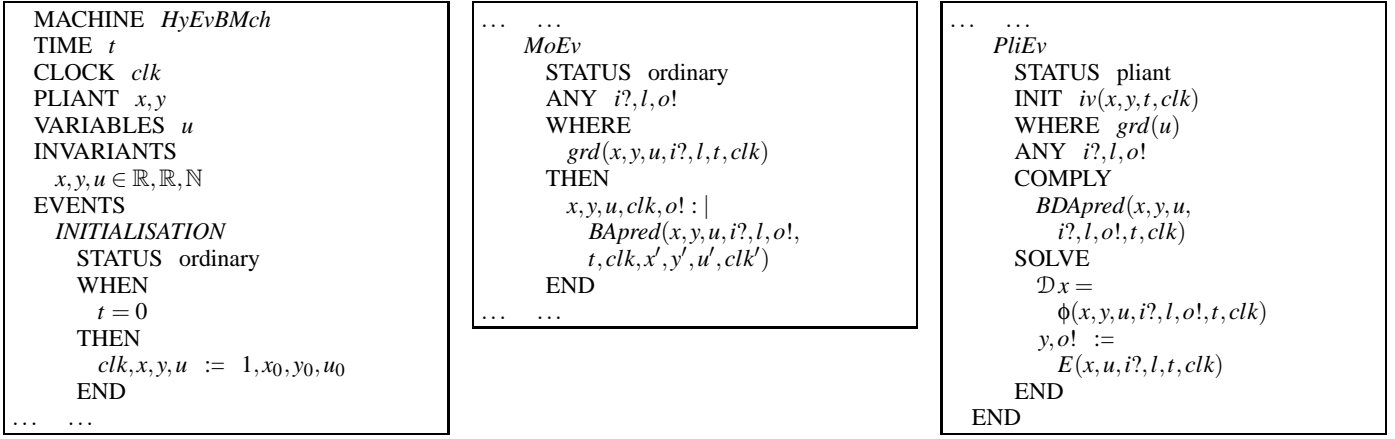 MACHINE HyEvBMch
TIME t
CLOCK clk
PLIANT x,y
VARIABLES u
INVARIANTS
x,y,u ∈ ℝ,ℝ,ℕ
EVENTS
INITIALISATION
STATUS ordinary
WHEN
t = 0
THEN
clk,x,y,u := 1,x₀,y₀,u₀
END
... ...
... ...
MoEv
STATUS ordinary
ANY i?,l,o!
WHERE
grd(x,y,u,i?,l,t,clk)
THEN
x,y,u,clk,o! :|
BApred(x,y,u,i?,l,o!,
t,clk,x′,y′,u′,clk′)
END
... ...
... ...
PliEv
STATUS pliant
INIT iv(x,y,t,clk)
WHERE grd(u)
ANY i?,l,o!
COMPLY
BDApred(x,y,u,
i?,l,o!,t,clk)
SOLVE
𝒟x =
ϕ(x,y,u,i?,l,o!,t,clk)
y,o! :=
E(x,u,i?,l,t,clk)
END
END